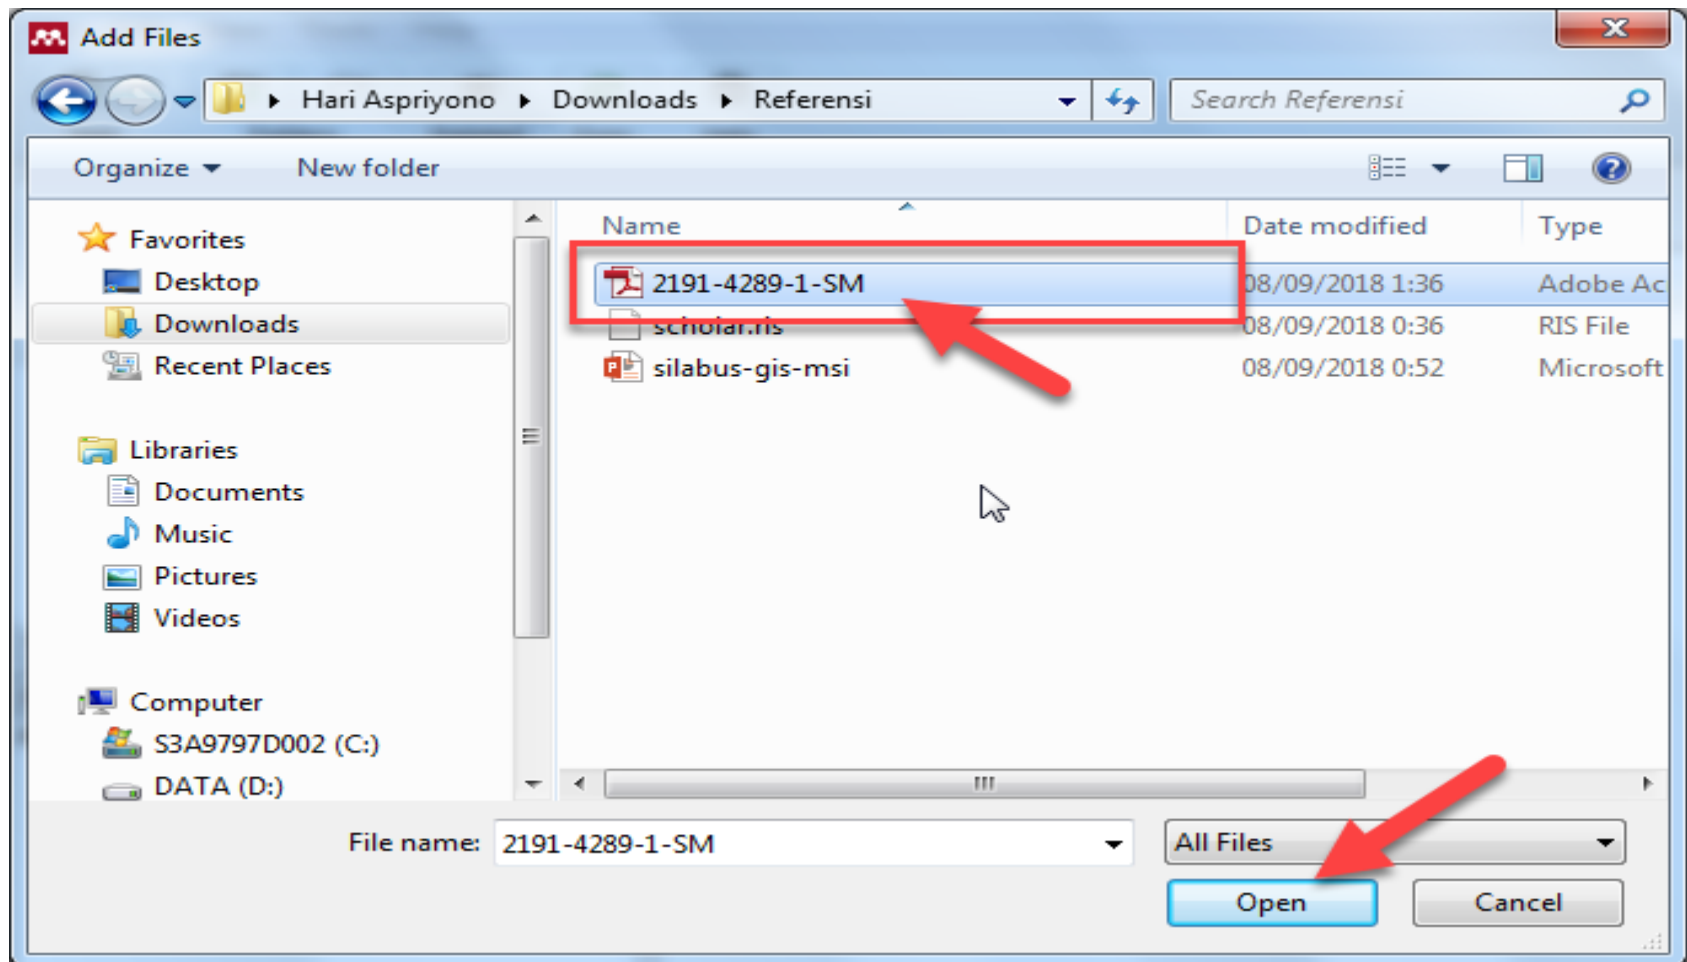 Add Files
Hari Aspriyono Downloads Referensi
Search Referensi
Organize New folder
Favorites
Desktop
Downloads
Recent Places
Libraries
Documents
Music
Pictures
Videos
Computer
S3A9797D002 (C:)
DATA (D:)
Name Date modified Type
2191-4289-1-SM 08/09/2018 1:36 Adobe Ac
scholar.ris 08/09/2018 0:36 RIS File
silabus-gis-msi 08/09/2018 0:52 Microsoft
File name: 2191-4289-1-SM All Files
Open Cancel